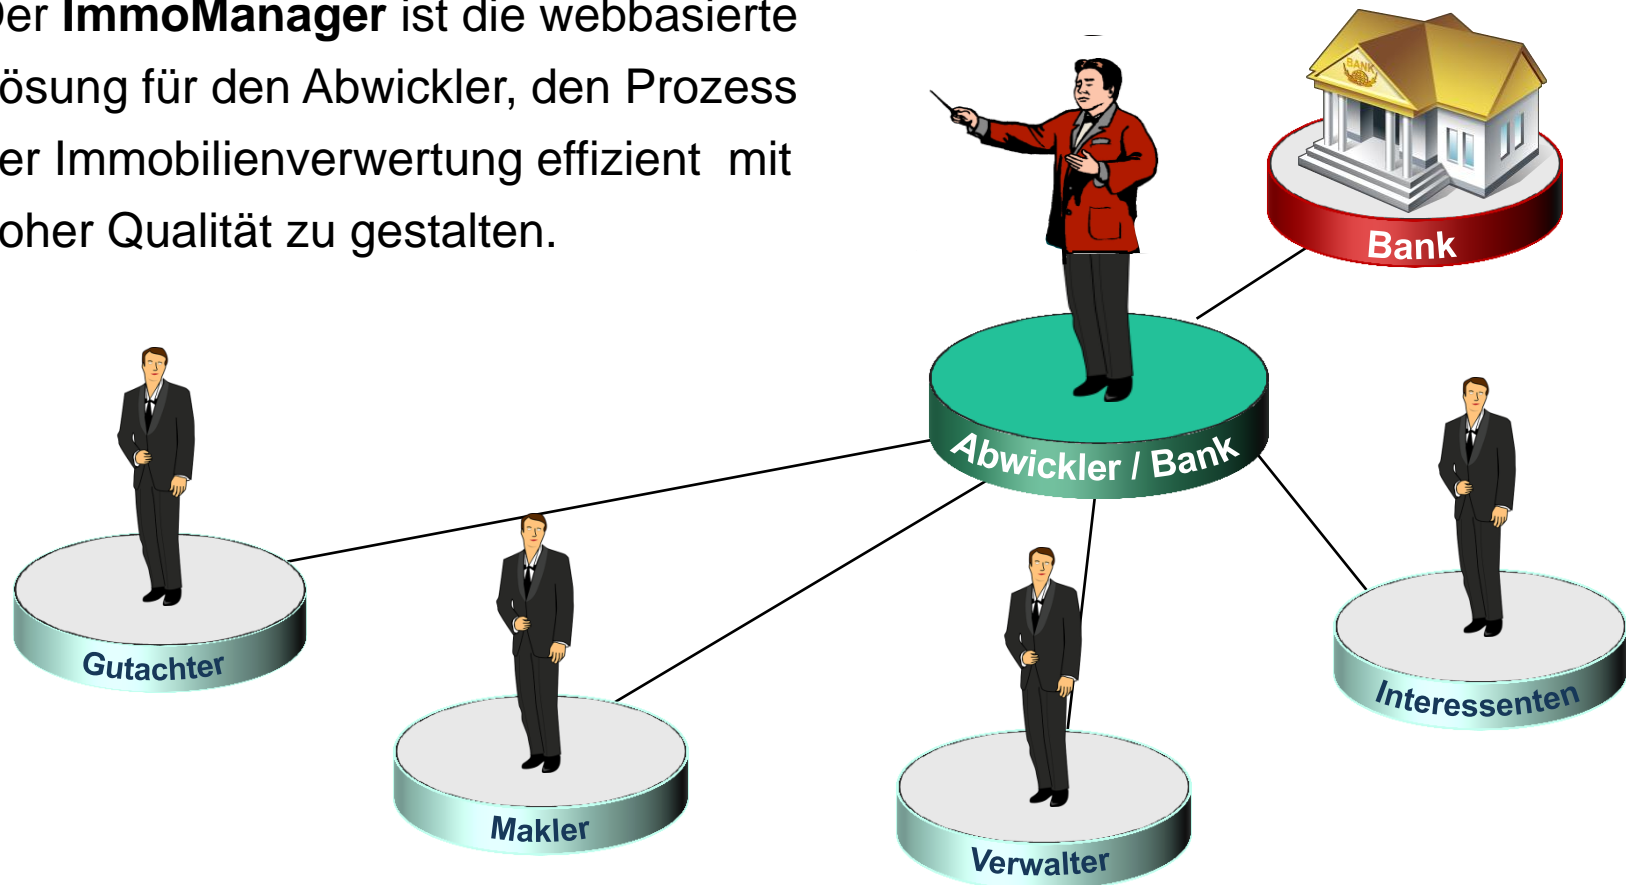 er ImmoManager ist die webbasierte
ösung für den Abwickler, den Prozess
er Immobilienverwertung effizient mit
oher Qualität zu gestalten.
BANK
Bank
Abwickler / Bank
Gutachter
Interessenten
Makler
Verwalter